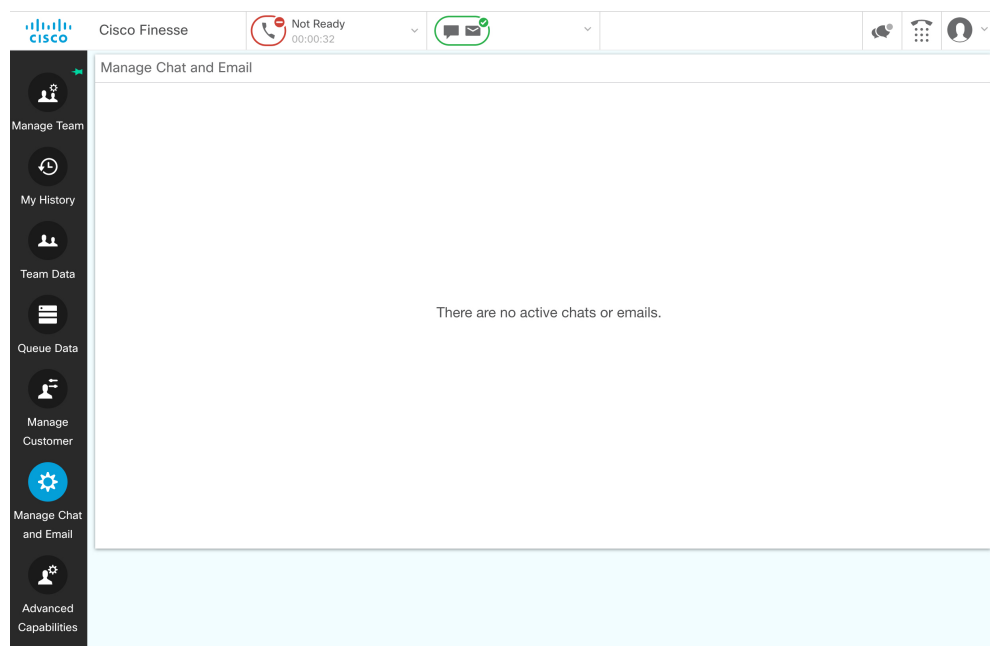 CISCO
Cisco Finesse
Not Ready
00:00:32
Manage Chat and Email
Manage Team
My History
Team Data
Queue Data
Manage
Customer
Manage Chat
and Email
Advanced
Capabilities
There are no active chats or emails.